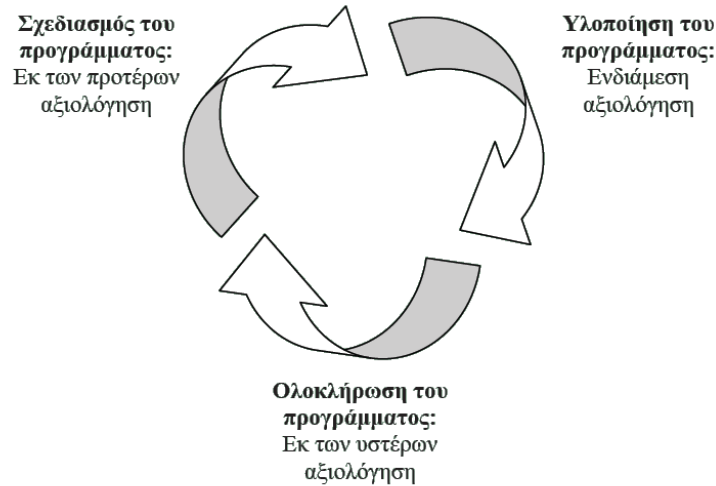 Σχεδιασμός του
προγράμματος:
Εκ των προτέρων
αξιολόγηση
Υλοποίηση του
προγράμματος:
Ενδιάμεση
αξιολόγηση
Ολοκλήρωση του
προγράμματος:
Εκ των υστέρων
αξιολόγηση